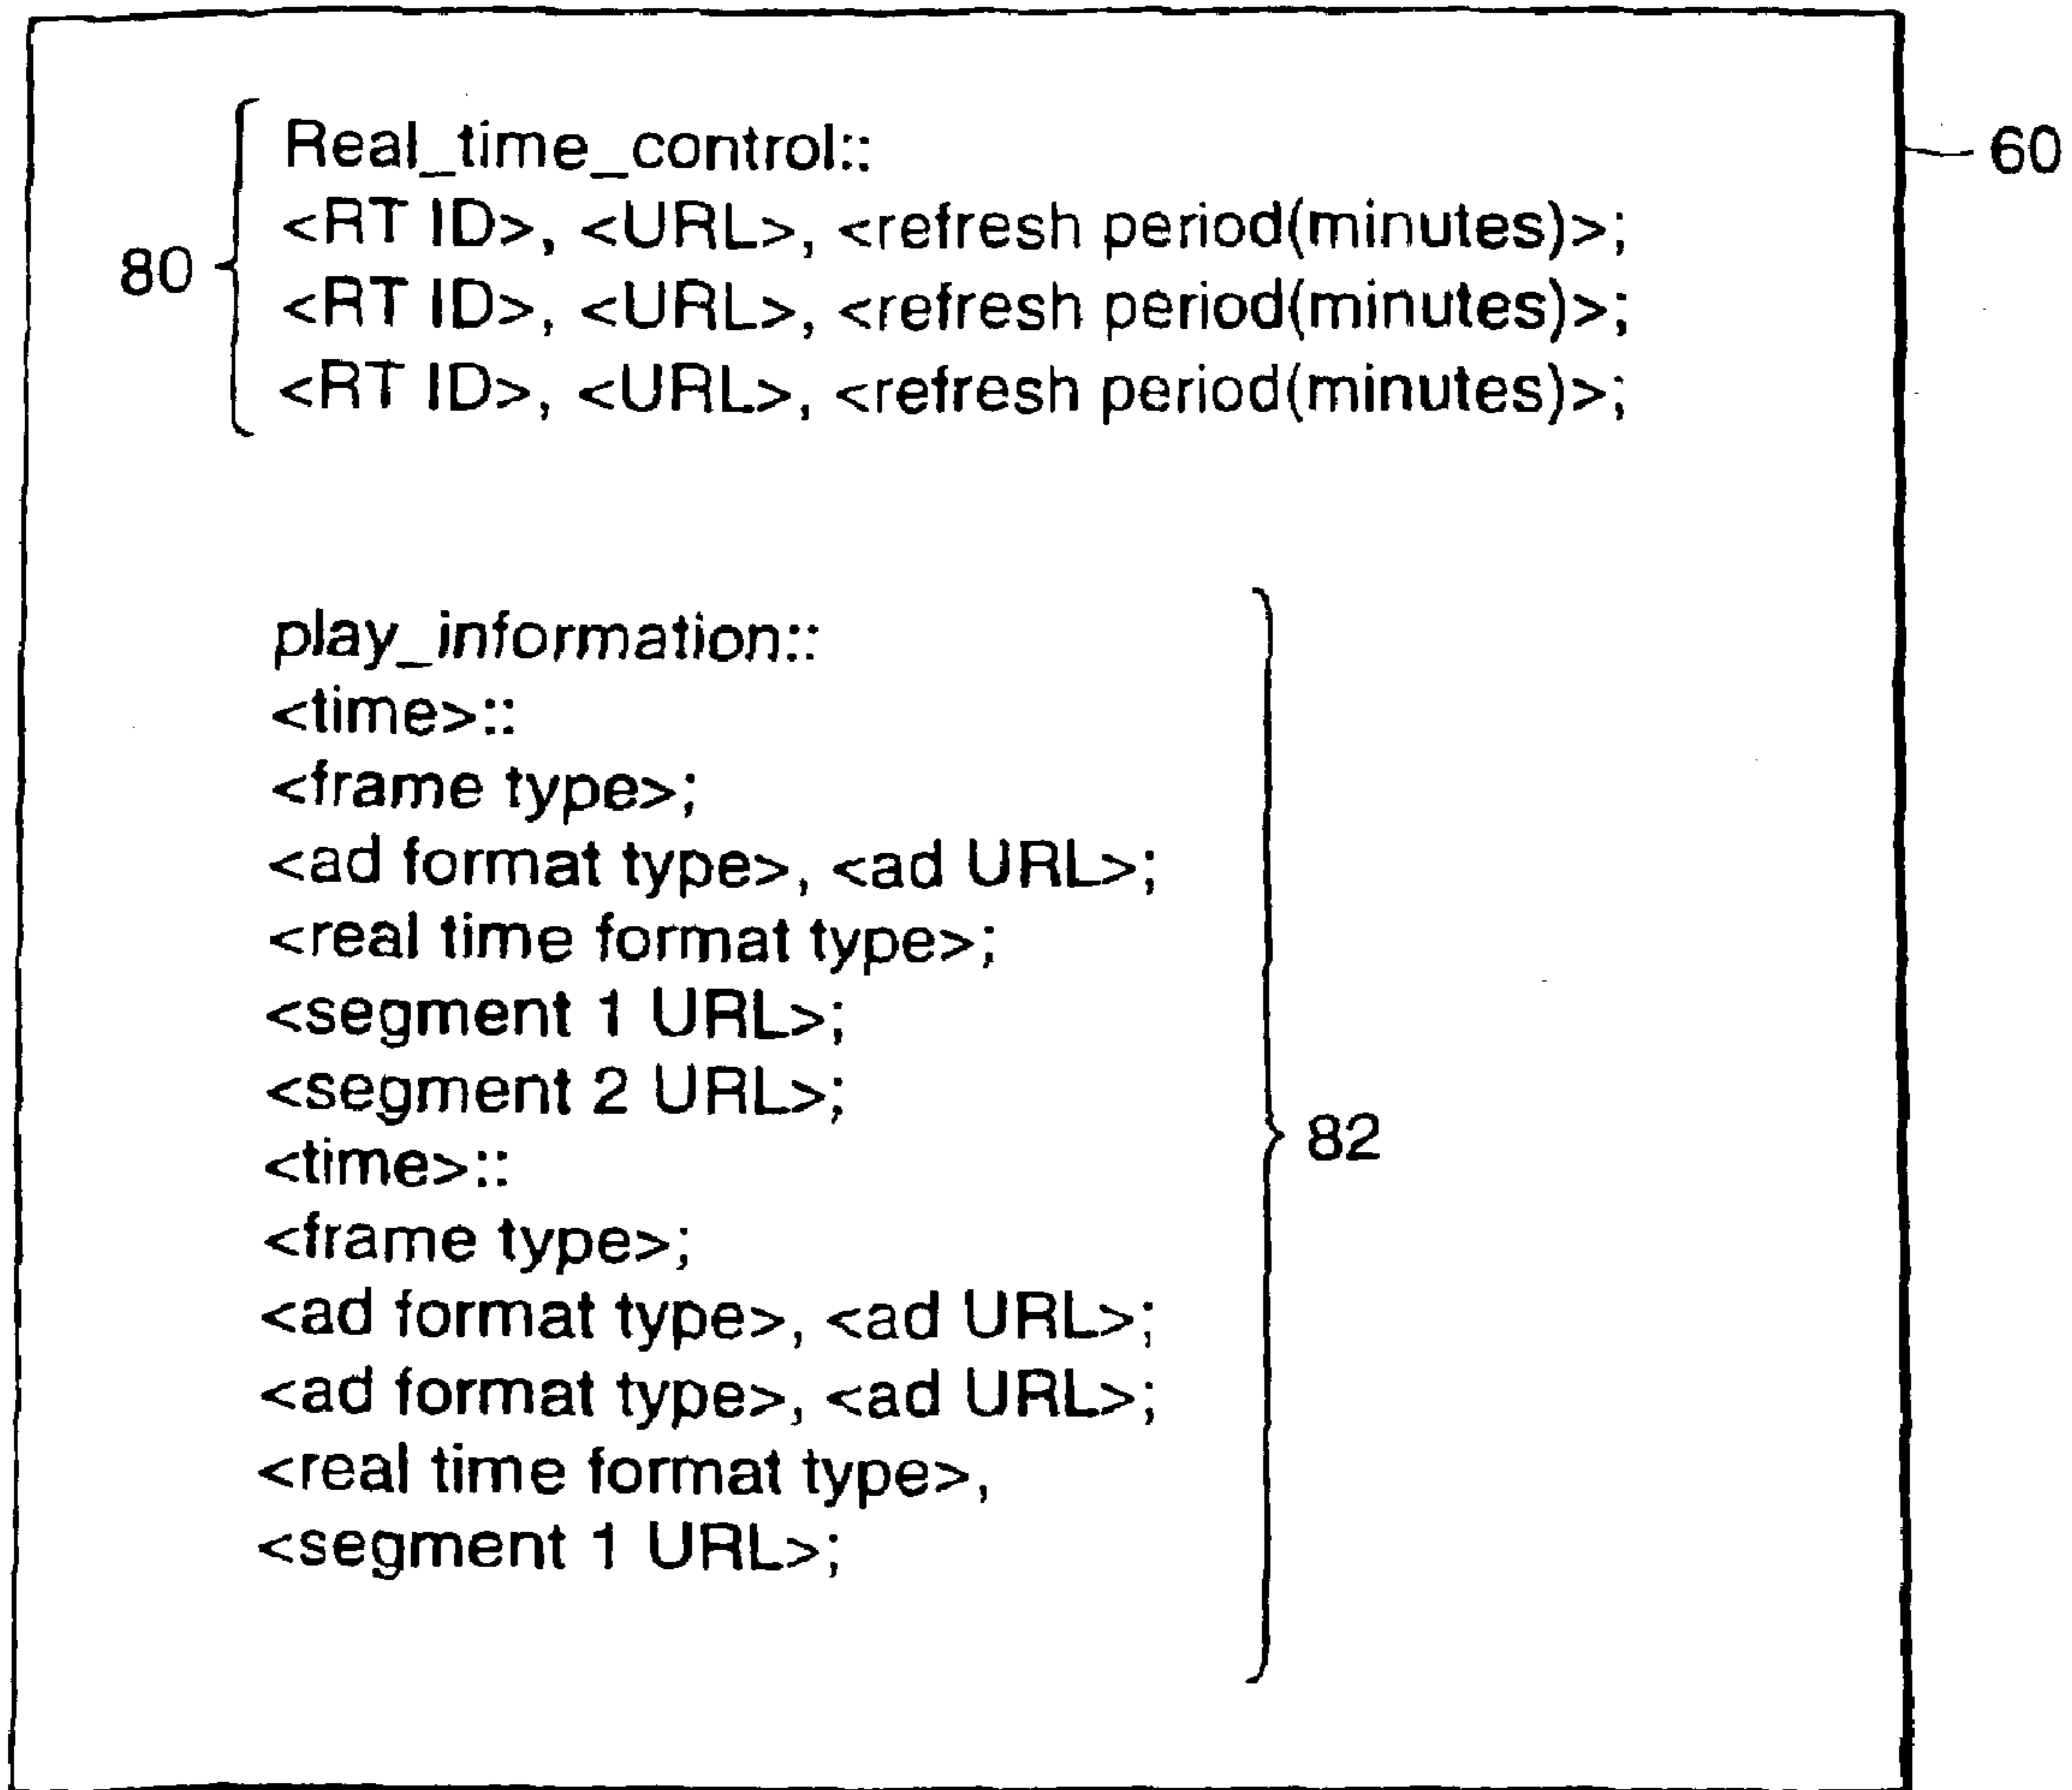 Real_time_control::
60
<RT ID>, <URL>, <refresh period(minutes)>;
80
<RT ID>, <URL>, <refresh period(minutes)>;
<RT ID>, <URL>, <refresh period(minutes)>;
play_information::
<time>::
<frame type>;
<ad format type>, <ad URL>;
<real time format type>;
<segment 1 URL>;
<segment 2 URL>;
82
<time>::
<frame type>;
<ad format type>, <ad URL>;
<ad format type>, <ad URL>;
<real time format type>,
<segment 1 URL>;